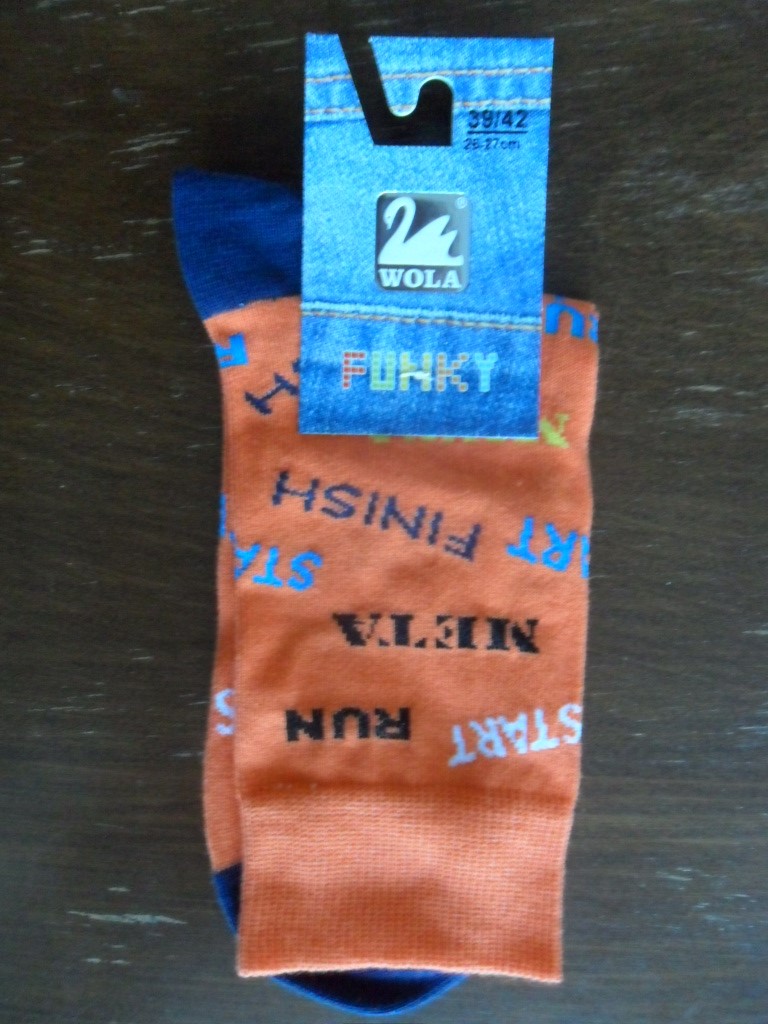 39/42
26-27cm
WOLA
FUNKY
FINISH
START
META
RUN
START